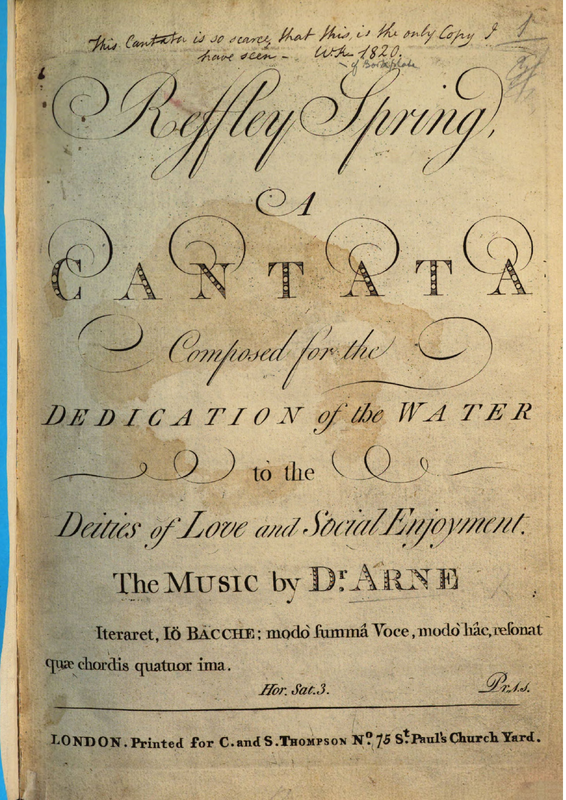 This Cantata is so scarce, that this is the only Copy I
have seen - 1820.
of Bookplate
Reffley Spring,
A
CANTATA
Composed for the
DEDICATION of the WATER
to the
Deities of Love and Social Enjoyment.
The MUSIC by Dr. ARNE
Iteraret, Iö BACCHE; modò summâ Voce, modò hâc, resonat
quæ chordis quatuor ima.
Hor. Sat. 3.
LONDON. Printed for C. and S. THOMPSON No. 75 St. Paul's Church Yard.